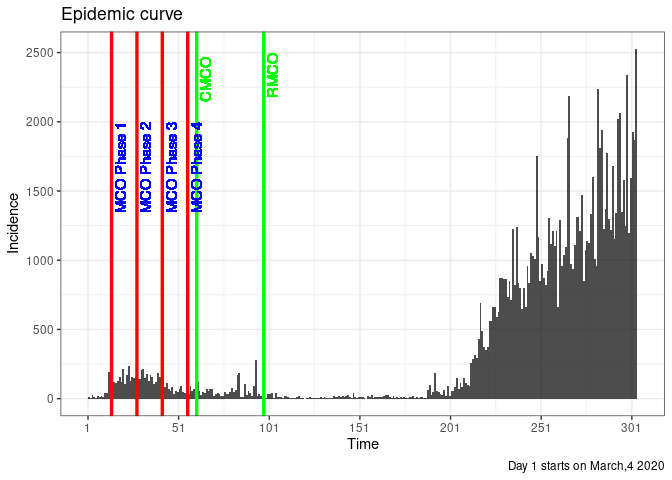 Epidemic curve
2500
2000
1500
1000
500
0
Incidence
CMCO
RMCO
MCO Phase 1
MCO Phase 2
MCO Phase 3
MCO Phase 4
1
51
101
151
201
251
301
Time
Day 1 starts on March,4 2020